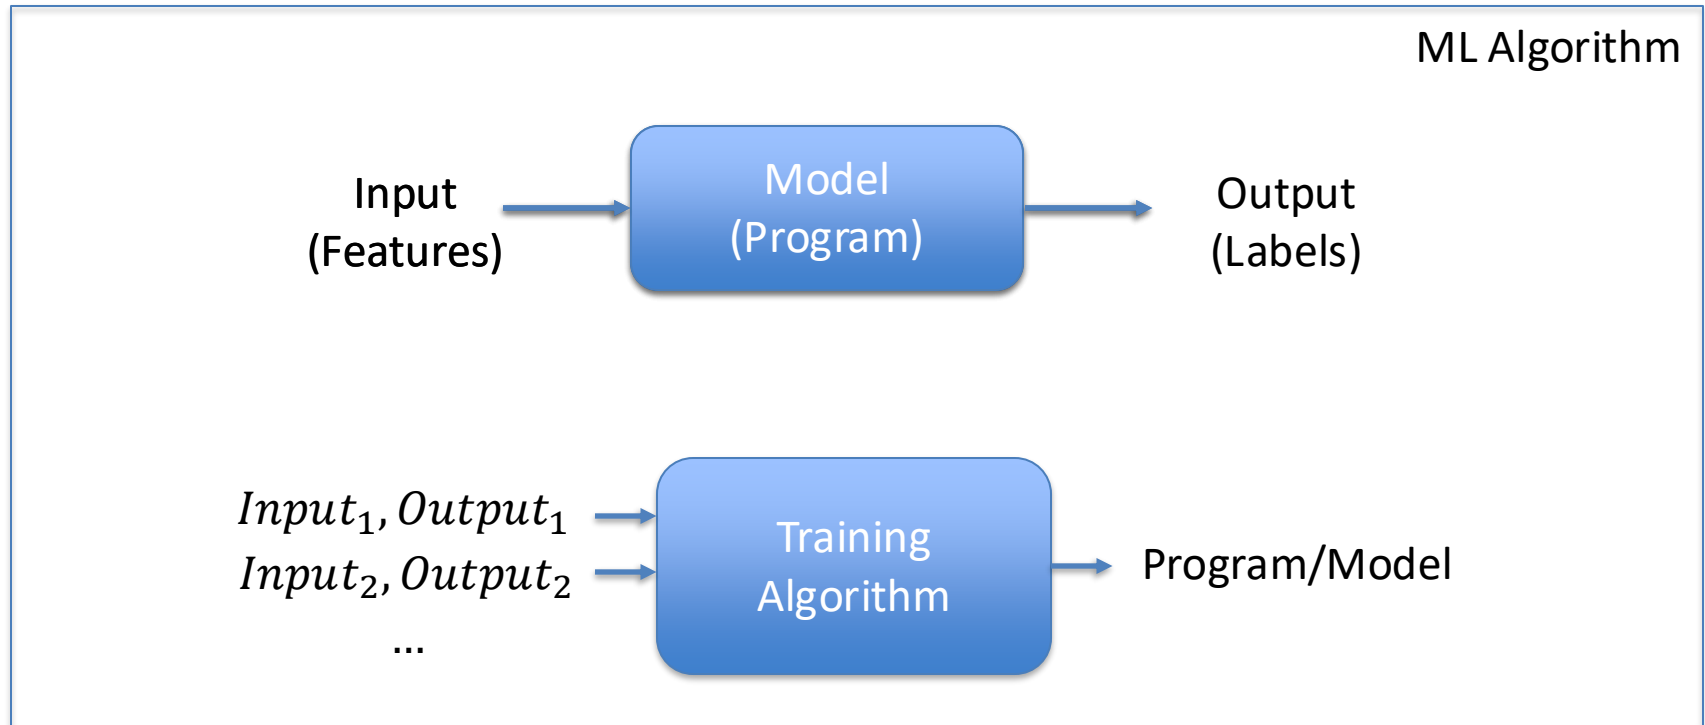 ML Algorithm
Input
(Features)
Model
(Program)
Output
(Labels)
Input₁, Output₁
Input₂, Output₂
...
Training
Algorithm
Program/Model